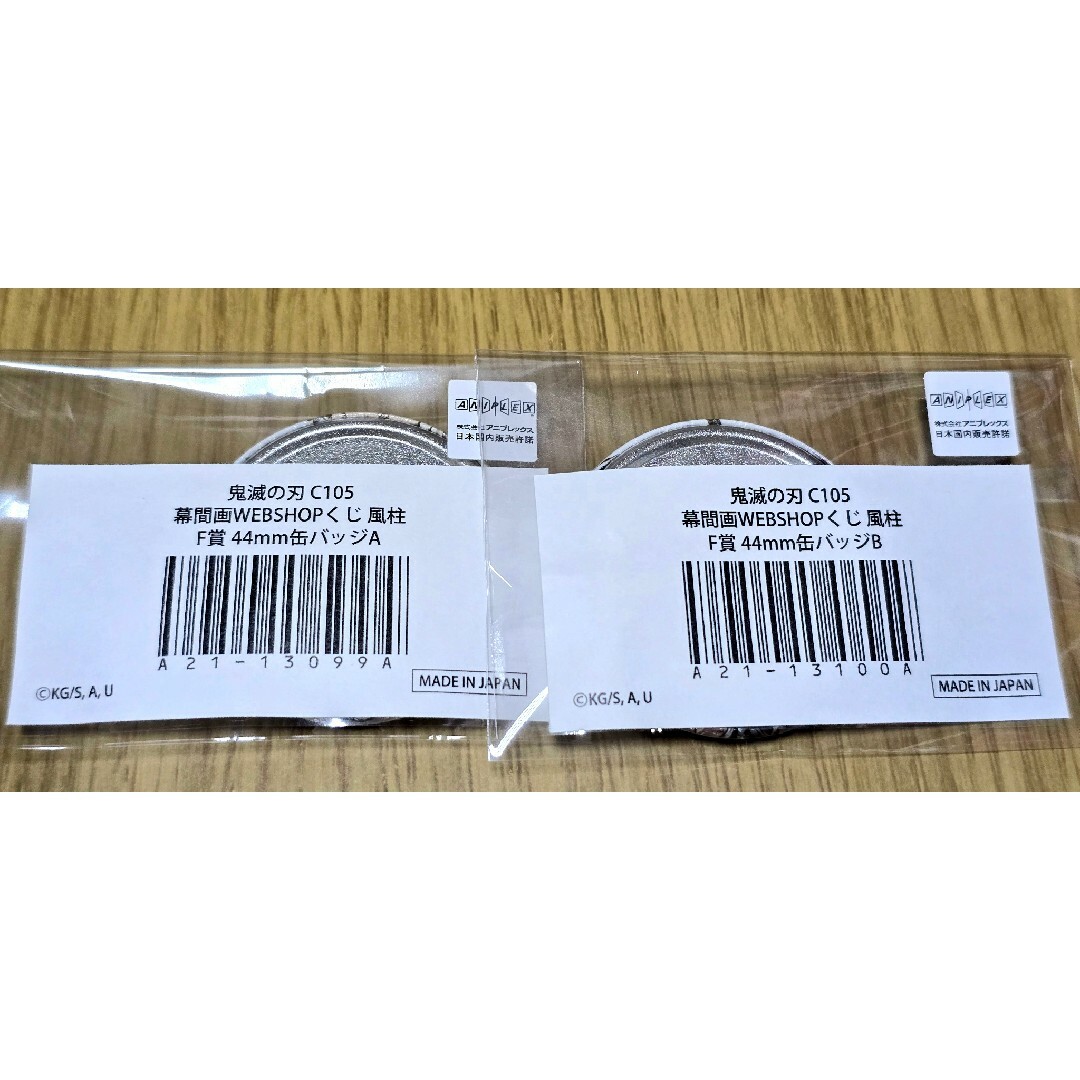 ANIPLEX
株式会社アニプレックス
日本国内販売許諾
鬼滅の刃 C105
幕間画WEBSHOPくじ 風柱
F賞 44mm缶バッジA
A21-13099A
©KG/S, A, U
MADE IN JAPAN
ANIPLEX
株式会社アニプレックス
日本国内販売許諾
鬼滅の刃 C105
幕間画WEBSHOPくじ 風柱
F賞 44mm缶バッジB
A21-13100A
©KG/S, A, U
MADE IN JAPAN